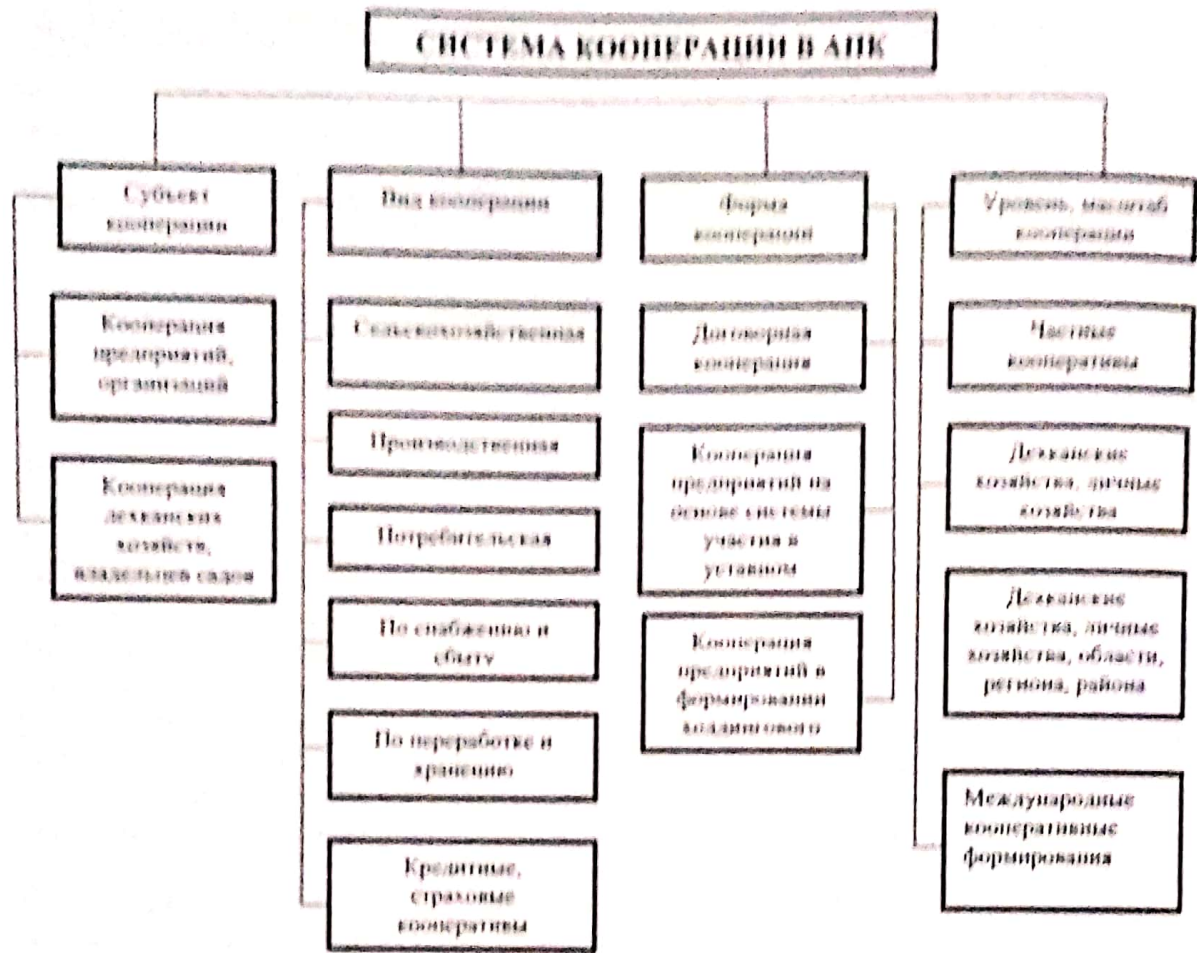 СИСТЕМА КООПЕРАЦИИ В АПК
Субъект
кооперации
Кооперация
предприятий,
организаций
Кооперация
дехканских
хозяйств,
владельцев садов
Вид кооперации
Сельскохозяйственная
Производственная
Потребительская
По снабжению и
сбыту
По переработке и
хранению
Кредитные,
страховые
кооперативы
Форма
кооперации
Договорная
кооперация
Кооперация
предприятий на
основе системы
участия в
уставном
Кооперация
предприятий в
формировании
холдингового
Уровень, масштаб
кооперации
Частные
кооперативы
Дехканские
хозяйства, личные
хозяйства
Дехканские
хозяйства, личные
хозяйства, области,
региона, района
Международные
кооперативные
формирования